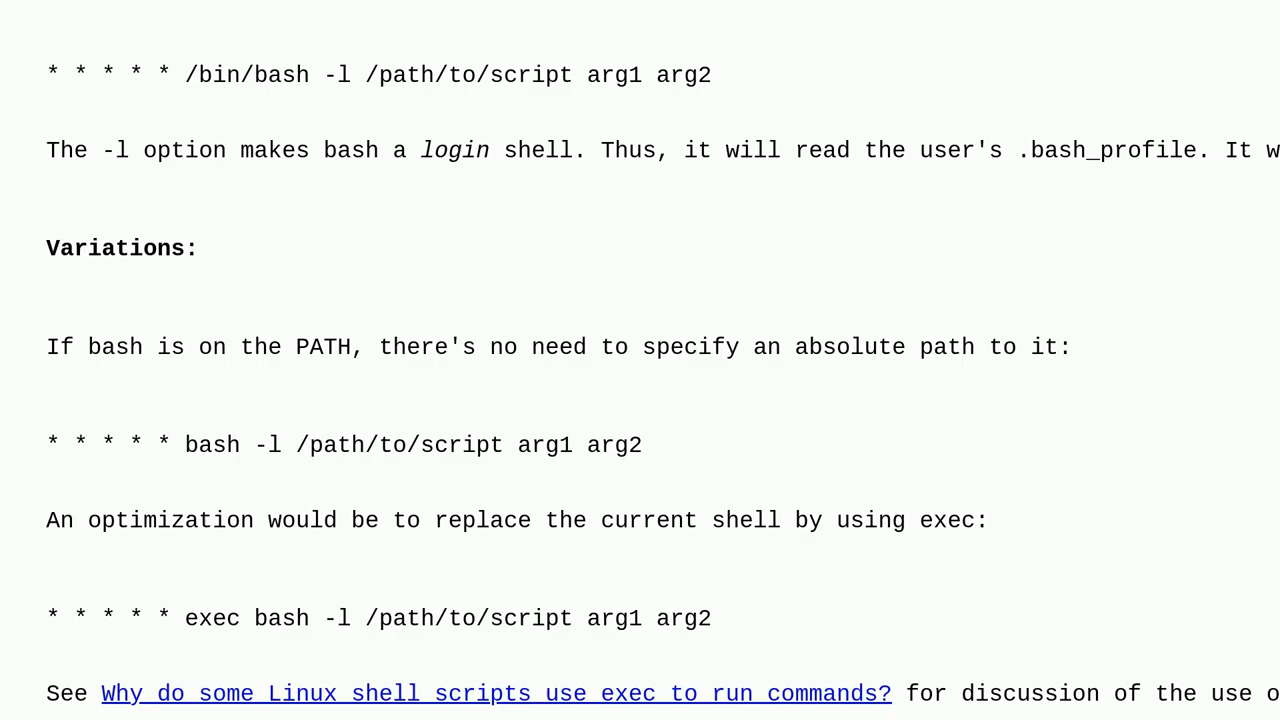 * * * * * /bin/bash -l /path/to/script arg1 arg2
The -l option makes bash a login shell. Thus, it will read the user's .bash_profile. It
Variations:
If bash is on the PATH, there's no need to specify an absolute path to it:
* * * * * bash -l /path/to/script arg1 arg2
An optimization would be to replace the current shell by using exec:
* * * * * exec bash -l /path/to/script arg1 arg2
See Why do some Linux shell scripts use exec to run commands? for discussion of the use